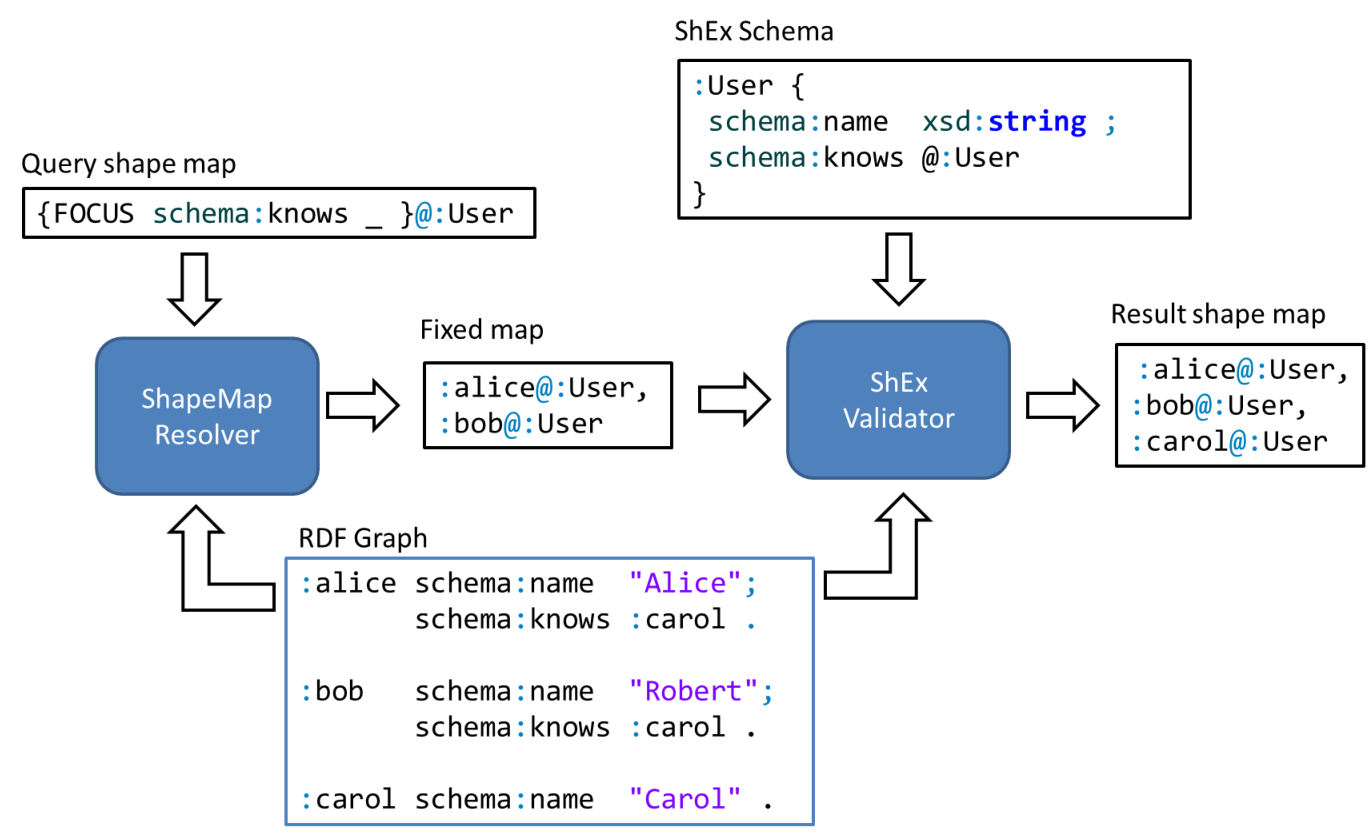 ShEx Schema
:User {
schema:name xsd:string ;
schema:knows @:User
}
Query shape map
{FOCUS schema:knows _ }@:User
Fixed map
:alice@:User,
:bob@:User
Result shape map
:alice@:User,
:bob@:User,
:carol@:User
ShapeMap
Resolver
ShEx
Validator
RDF Graph
:alice schema:name "Alice";
schema:knows :carol .
:bob schema:name "Robert";
schema:knows :carol .
:carol schema:name "Carol" .